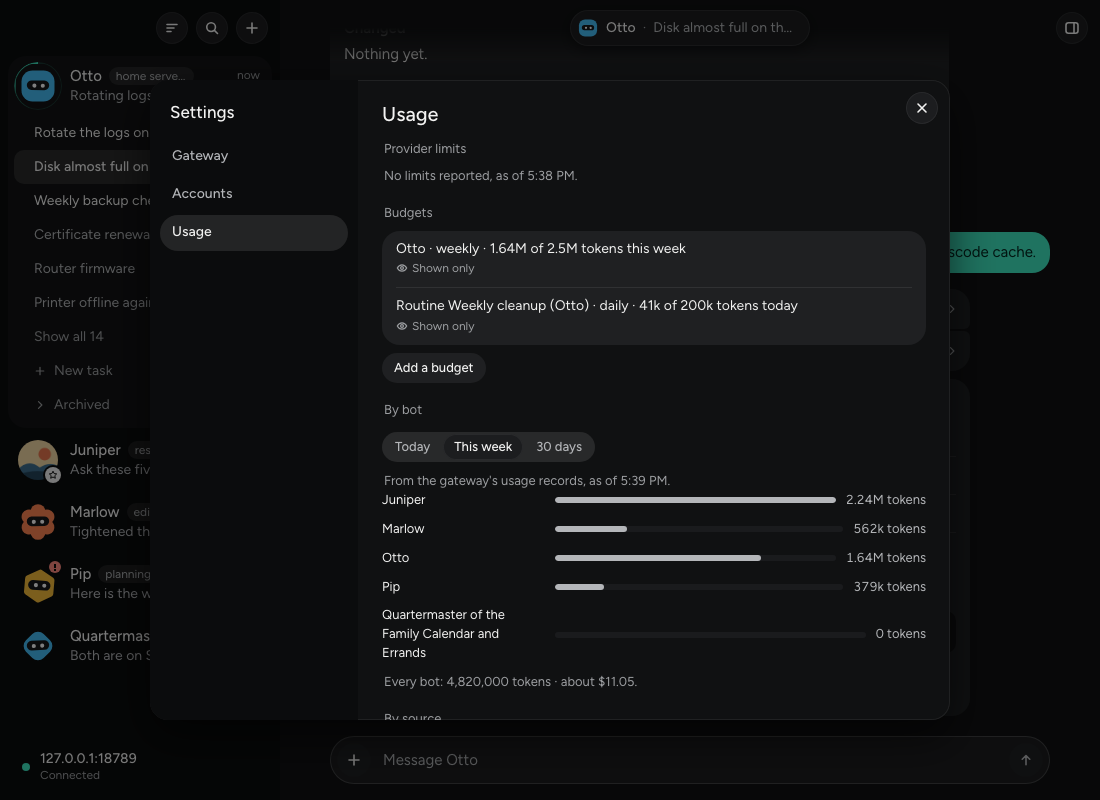 Otto · Disk almost full on th…
Nothing yet.
Otto home serve… now
Rotating logs
Rotate the logs on
Disk almost full on
Weekly backup che
Certificate renewa
Router firmware
Printer offline again
Show all 14
+ New task
Archived
Juniper res
Ask these fiv
Marlow edi
Tightened th
Pip planning
Here is the w
Quartermas
Both are on S
127.0.0.1:18789
Connected
Settings
Gateway
Accounts
Usage
Usage
Provider limits
No limits reported, as of 5:38 PM.
Budgets
Otto · weekly · 1.64M of 2.5M tokens this week
Shown only
Routine Weekly cleanup (Otto) · daily · 41k of 200k tokens today
Shown only
Add a budget
By bot
Today This week 30 days
From the gateway's usage records, as of 5:39 PM.
Juniper 2.24M tokens
Marlow 562k tokens
Otto 1.64M tokens
Pip 379k tokens
Quartermaster of the
Family Calendar and
Errands 0 tokens
Every bot: 4,820,000 tokens · about $11.05.
By source
scode cache.
Message Otto